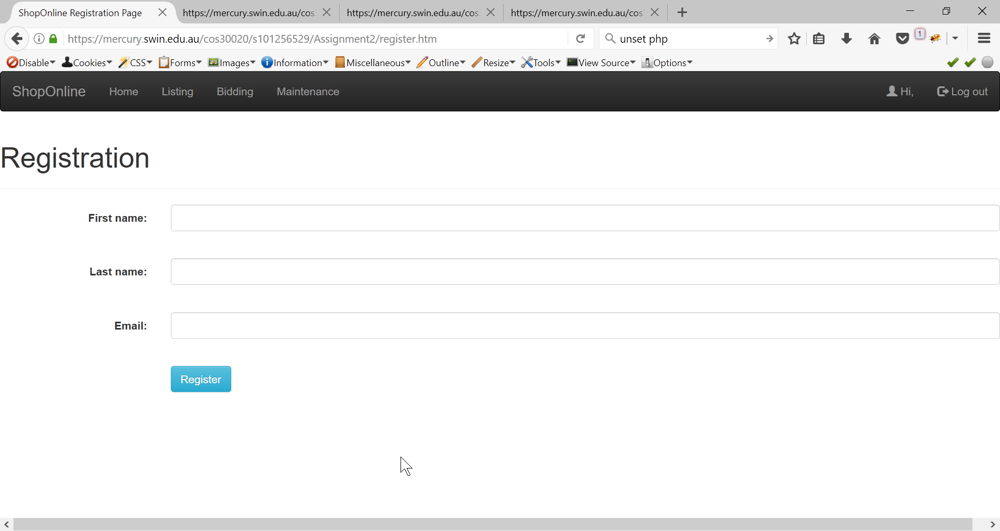 ShopOnline Registration Page
https://mercury.swin.edu.au/cos
https://mercury.swin.edu.au/cos
https://mercury.swin.edu.au/cos
https://mercury.swin.edu.au/cos30020/s101256529/Assignment2/register.htm
unset php
1
Disable Cookies CSS Forms Images Information Miscellaneous Outline Resize Tools View Source Options
ShopOnline Home Listing Bidding Maintenance Hi, Log out
Registration
First name:
Last name:
Email:
Register